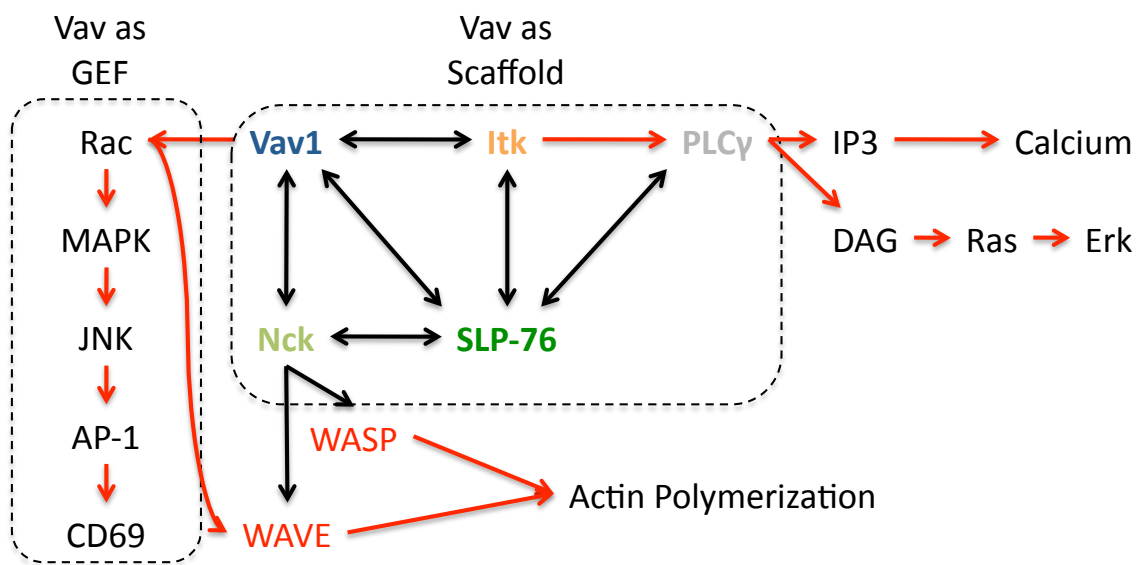 Vav as
GEF
Vav as
Scaffold
Rac
Vav1
Itk
PLCγ
IP3
Calcium
MAPK
DAG
Ras
Erk
JNK
Nck
SLP-76
AP-1
WASP
Actin Polymerization
CD69
WAVE